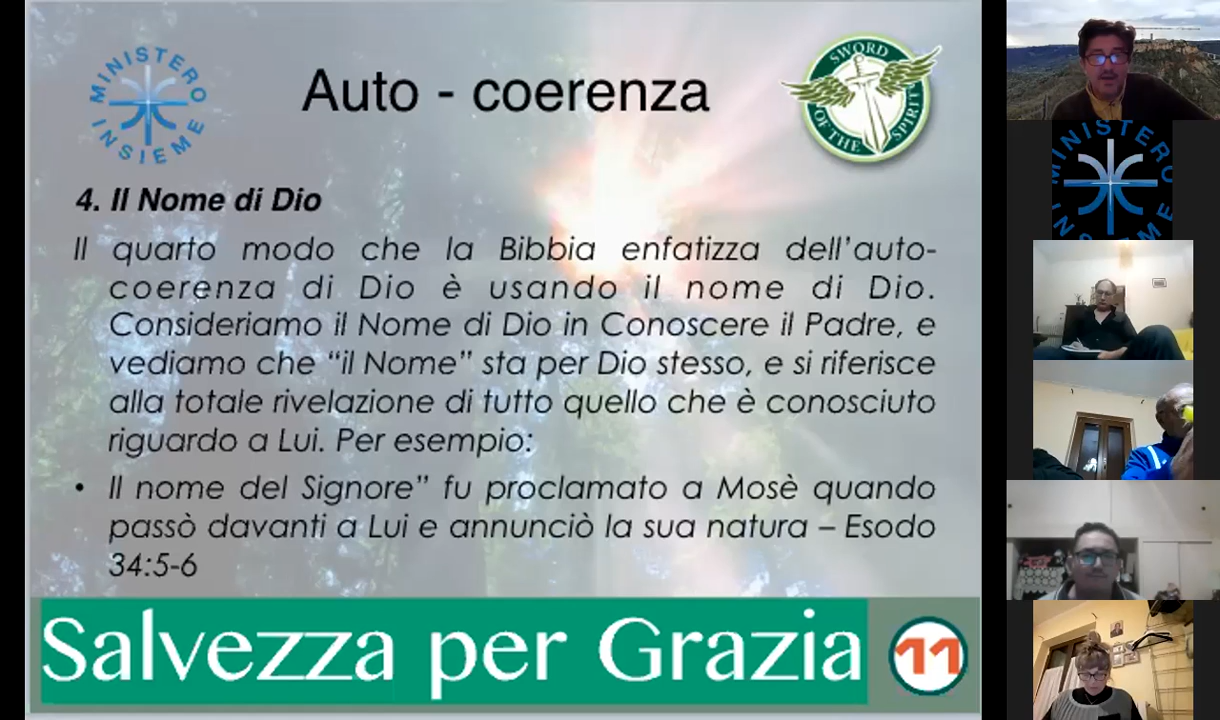 MINISTERO
INSIEME
Auto - coerenza
SWORD
OF THE SPIRIT
4. Il Nome di Dio
Il quarto modo che la Bibbia enfatizza dell’auto-
coerenza di Dio è usando il nome di Dio.
Consideriamo il Nome di Dio in Conoscere il Padre, e
vediamo che “il Nome” sta per Dio stesso, e si riferisce
alla totale rivelazione di tutto quello che è conosciuto
riguardo a Lui. Per esempio:
• Il nome del Signore” fu proclamato a Mosè quando
passò davanti a Lui e annunciò la sua natura – Esodo
34:5-6
Salvezza per Grazia
11
MINISTERO